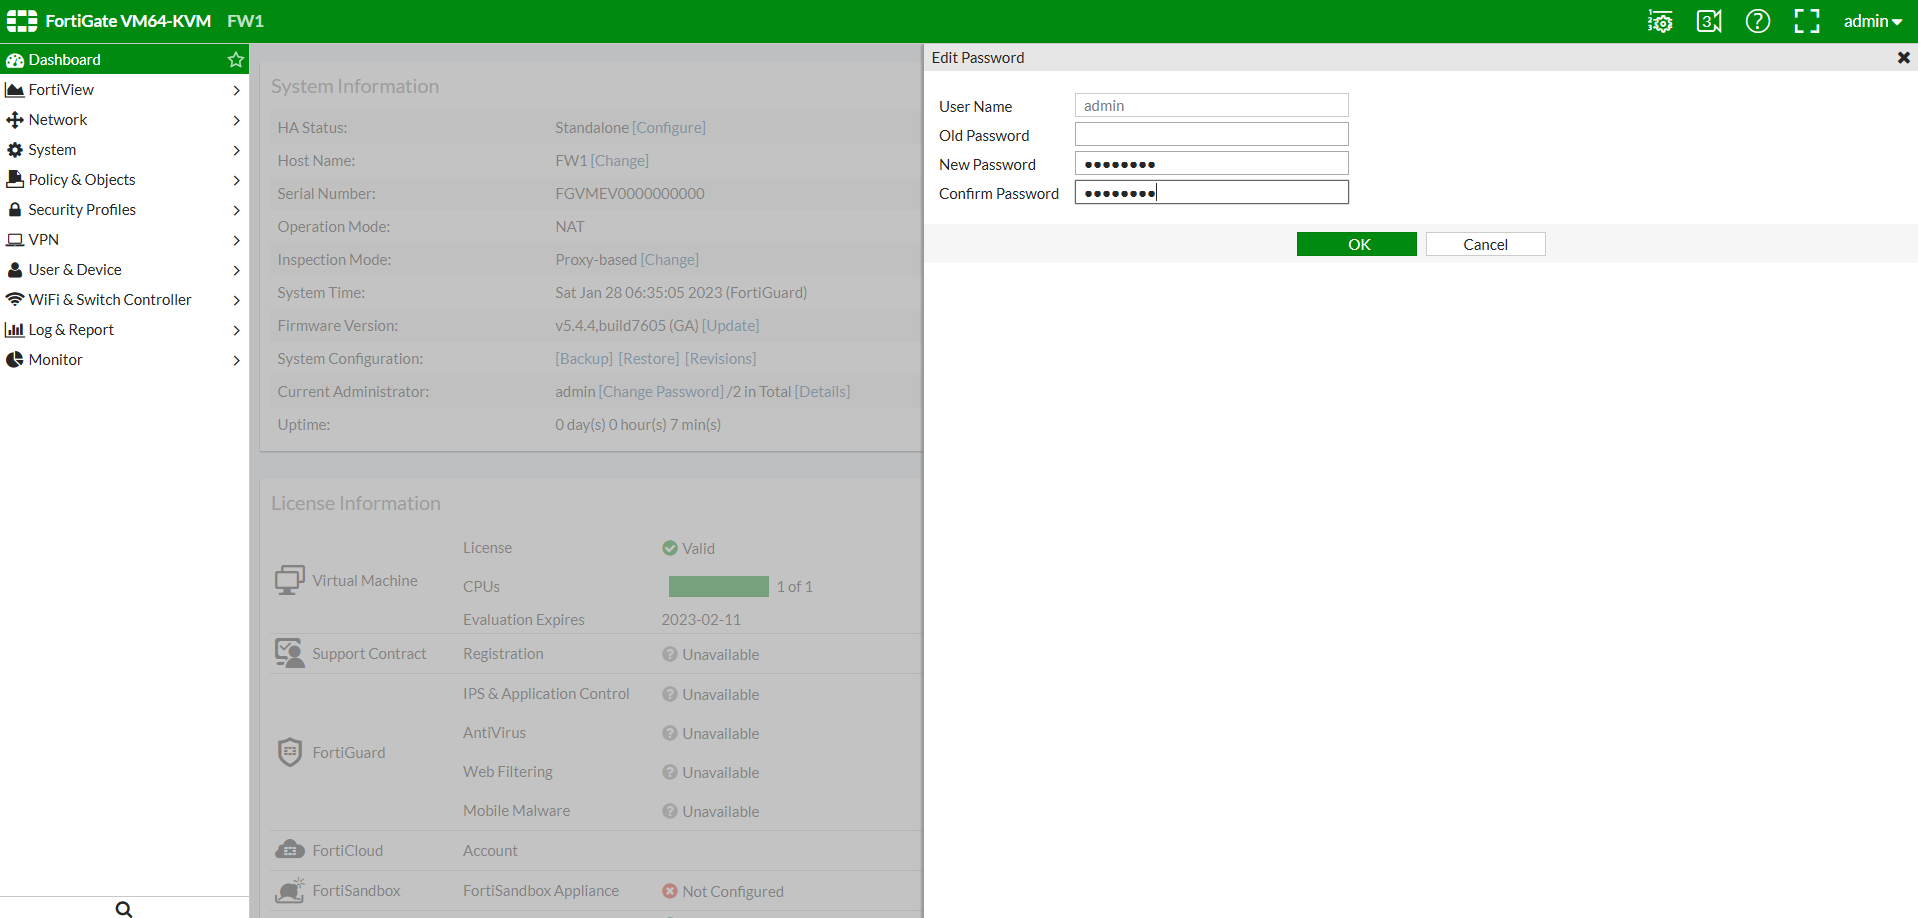 FortiGate VM64-KVM FW1
3
admin
Dashboard
FortiView
Network
System
Policy & Objects
Security Profiles
VPN
User & Device
WiFi & Switch Controller
Log & Report
Monitor
System Information
HA Status: Standalone [Configure]
Host Name: FW1 [Change]
Serial Number: FGVMEV0000000000
Operation Mode: NAT
Inspection Mode: Proxy-based [Change]
System Time: Sat Jan 28 06:35:05 2023 (FortiGuard)
Firmware Version: v5.4.4,build7605 (GA) [Update]
System Configuration: [Backup] [Restore] [Revisions]
Current Administrator: admin [Change Password] /2 in Total [Details]
Uptime: 0 day(s) 0 hour(s) 7 min(s)
License Information
Virtual Machine
License Valid
CPUs 1 of 1
Evaluation Expires 2023-02-11
Support Contract Registration Unavailable
FortiGuard
IPS & Application Control Unavailable
AntiVirus Unavailable
Web Filtering Unavailable
Mobile Malware Unavailable
FortiCloud Account
FortiSandbox FortiSandbox Appliance Not Configured
Edit Password
User Name admin
Old Password
New Password ●●●●●●●●
Confirm Password ●●●●●●●●
OK Cancel